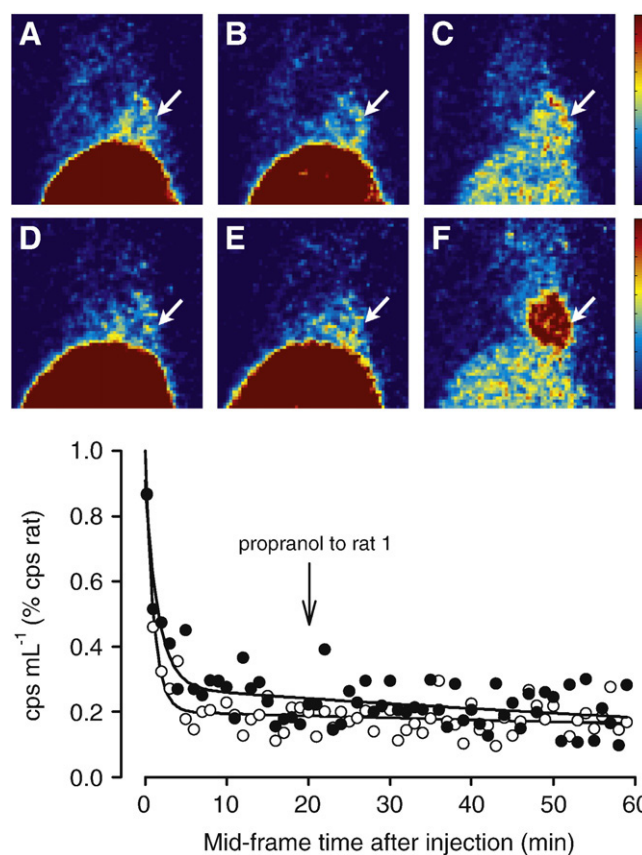 A B C
D E F
1.0
0.8
0.6
0.4
0.2
0.0
cps mL⁻¹ (% cps rat)
propranol to rat 1
0 10 20 30 40 50 60
Mid-frame time after injection (min)